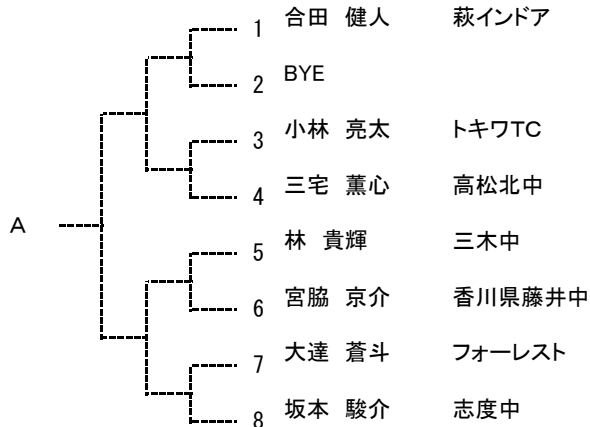 1 合田 健人 萩インドア
2 BYE
3 小林 亮太 トキワTC
4 三宅 薫心 高松北中
A
5 林 貴輝 三木中
6 宮脇 京介 香川県藤井中
7 大達 蒼斗 フォーレスト
8 坂本 駿介 志度中